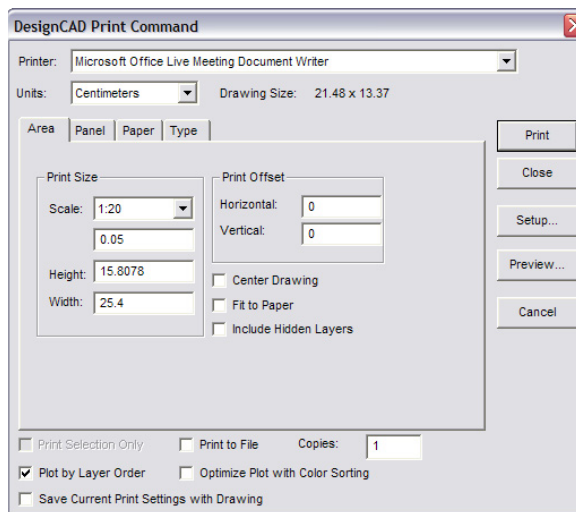 DesignCAD Print Command
Printer: Microsoft Office Live Meeting Document Writer
Units: Centimeters Drawing Size: 21.48 x 13.37
Area Panel Paper Type
Print
Close
Setup...
Preview...
Cancel
Print Size
Scale: 1:20
0.05
Height: 15.8078
Width: 25.4
Print Offset
Horizontal: 0
Vertical: 0
Center Drawing
Fit to Paper
Include Hidden Layers
Print Selection Only Print to File Copies: 1
Plot by Layer Order Optimize Plot with Color Sorting
Save Current Print Settings with Drawing